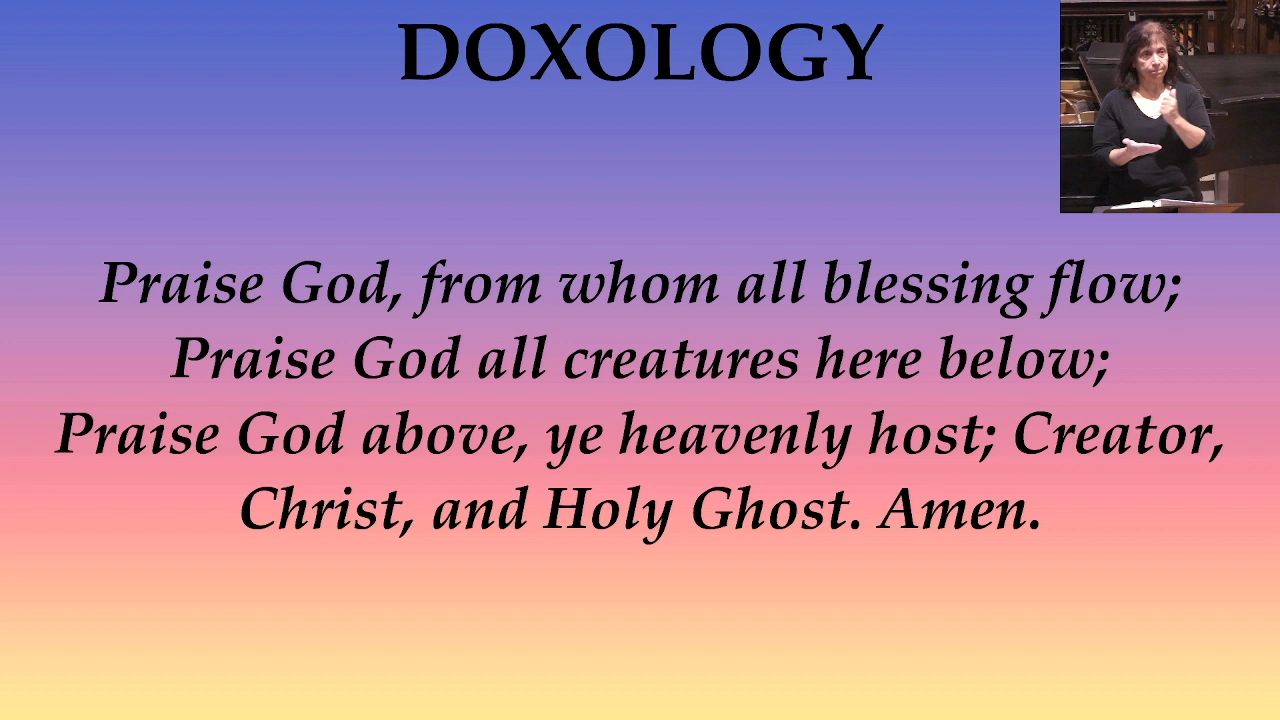 DOXOLOGY
Praise God, from whom all blessing flow;
Praise God all creatures here below;
Praise God above, ye heavenly host; Creator,
Christ, and Holy Ghost. Amen.